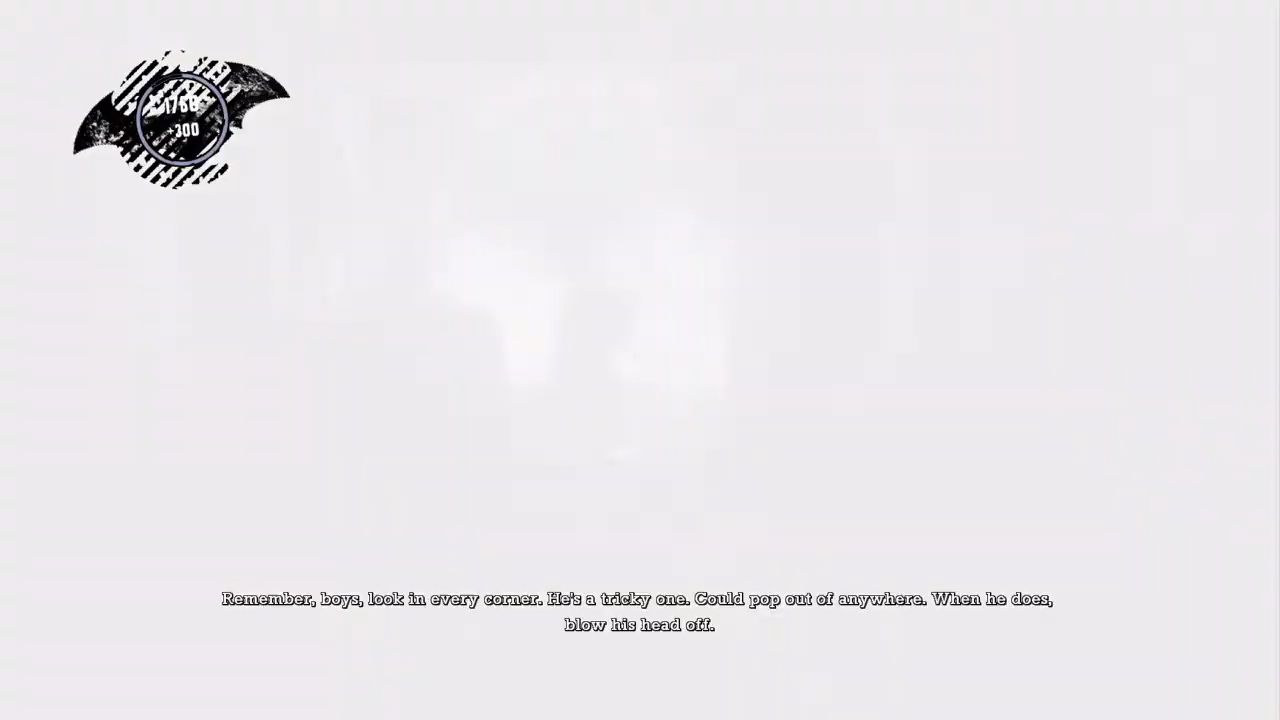 +300
Remember, boys, look in every corner. He's a tricky one. Could pop out of anywhere. When he does,
blow his head off.